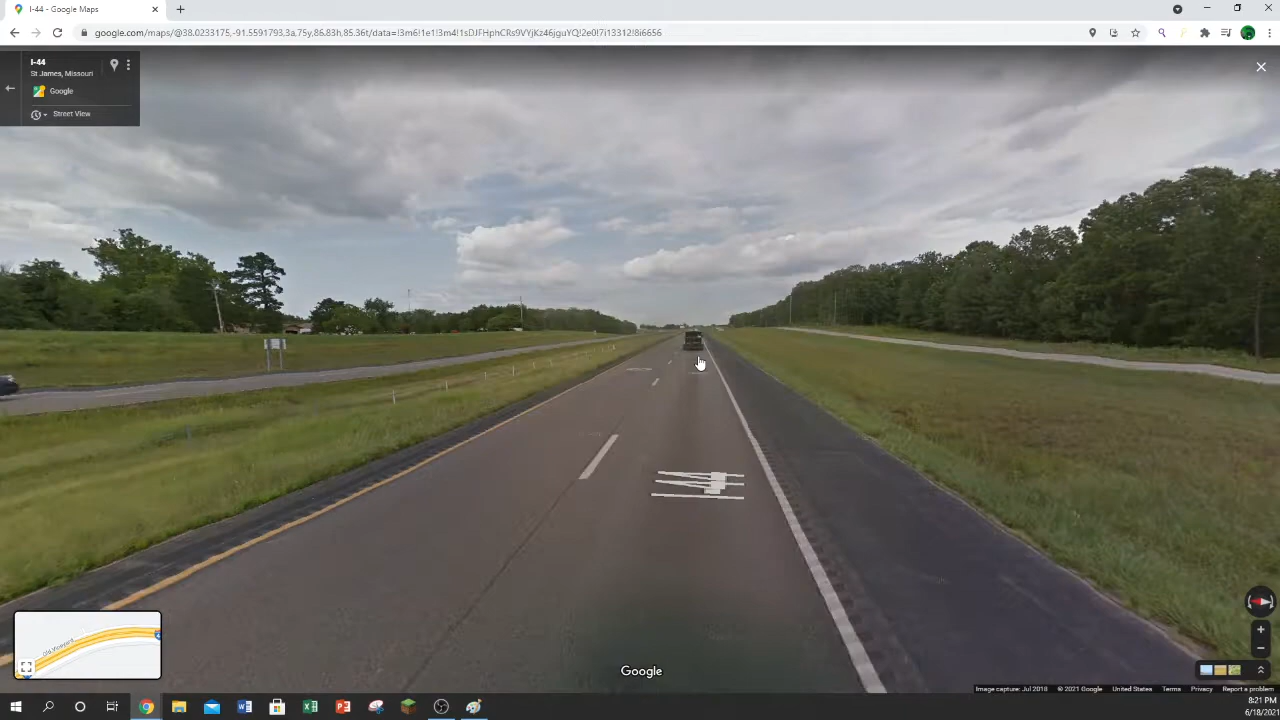 I-44 - Google Maps
google.com/maps/@38.0233175,-91.5591793,3a,75y,86.83h,85.36t/data=!3m6!1e1!3m4!1sDJFHphCRs9VYjKz46jguYQ!2e0!7i13312!8i6656
I-44
St James, Missouri
Google
Street View
Old Vineyard
Google
Image capture: Jul 2018 © 2021 Google United States Terms Privacy Report a problem
8:21 PM
6/18/2021